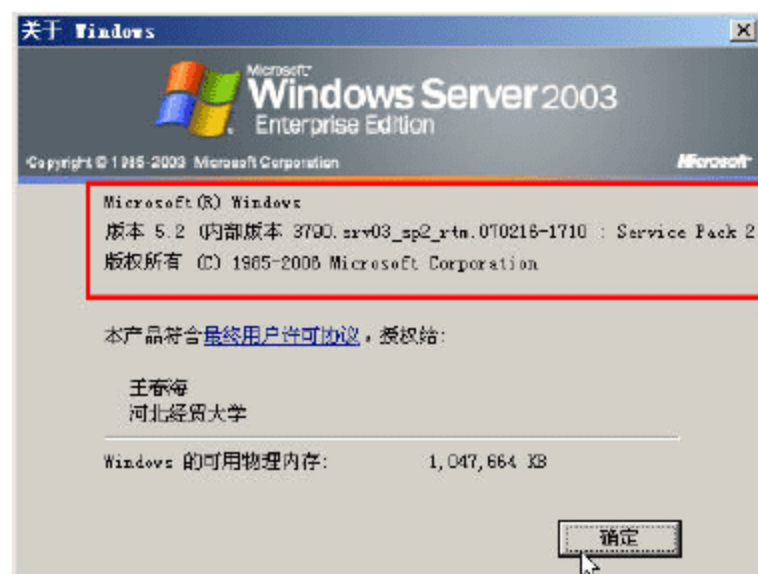 关于 Windows
Microsoft
Windows Server 2003
Enterprise Edition
Copyright © 1985-2003 Microsoft Corporation
Microsoft
Microsoft(R) Windows
版本 5.2 (内部版本 3790.srv03_sp2_rtm.070216-1710 : Service Pack 2
版权所有 (C) 1985-2006 Microsoft Corporation
本产品符合最终用户许可协议，授权给:
王春海
河北经贸大学
Windows 的可用物理内存: 1,047,664 KB
确定